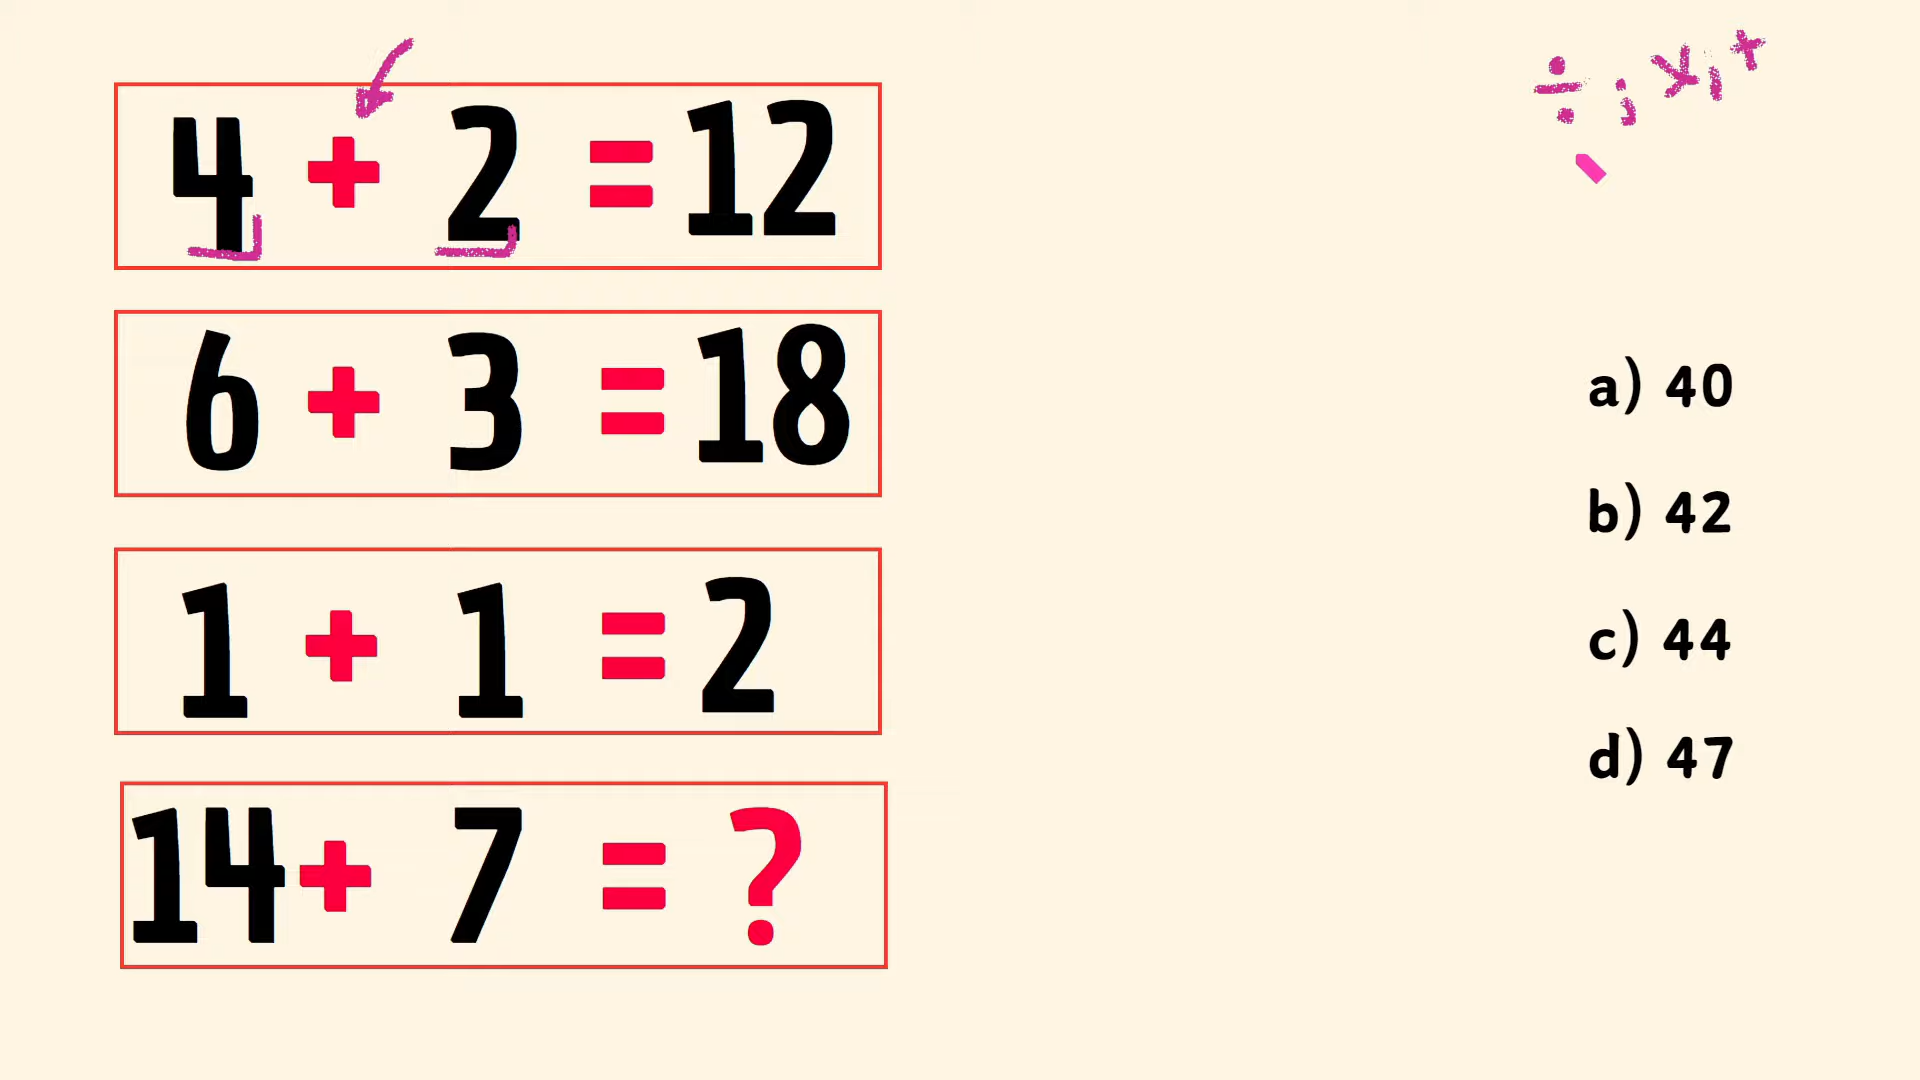 ÷ ; x , +
4 + 2 = 12
6 + 3 = 18
1 + 1 = 2
14 + 7 = ?
a) 40
b) 42
c) 44
d) 47